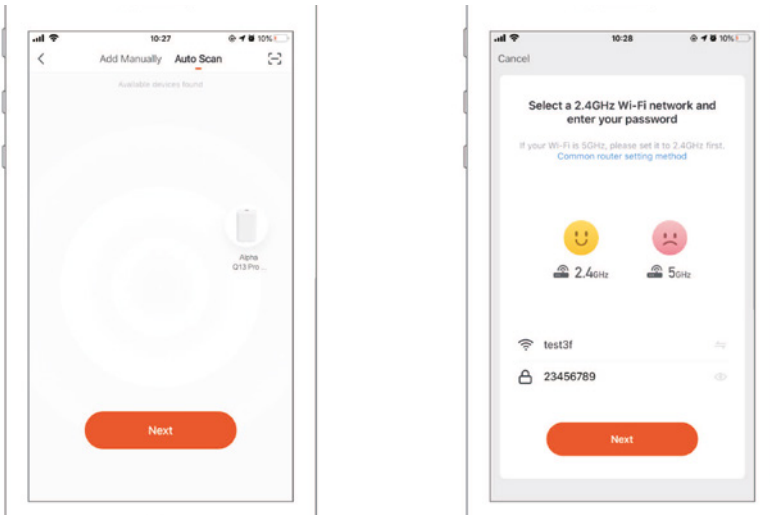 10:27
10%
Add Manually Auto Scan
Available devices found
Alpha
Q13 Pro ...
Next
10:28
10%
Cancel
Select a 2.4GHz Wi-Fi network and
enter your password
If your Wi-Fi is 5GHz, please set it to 2.4GHz first.
Common router setting method
2.4GHz
5GHz
test3f
23456789
Next